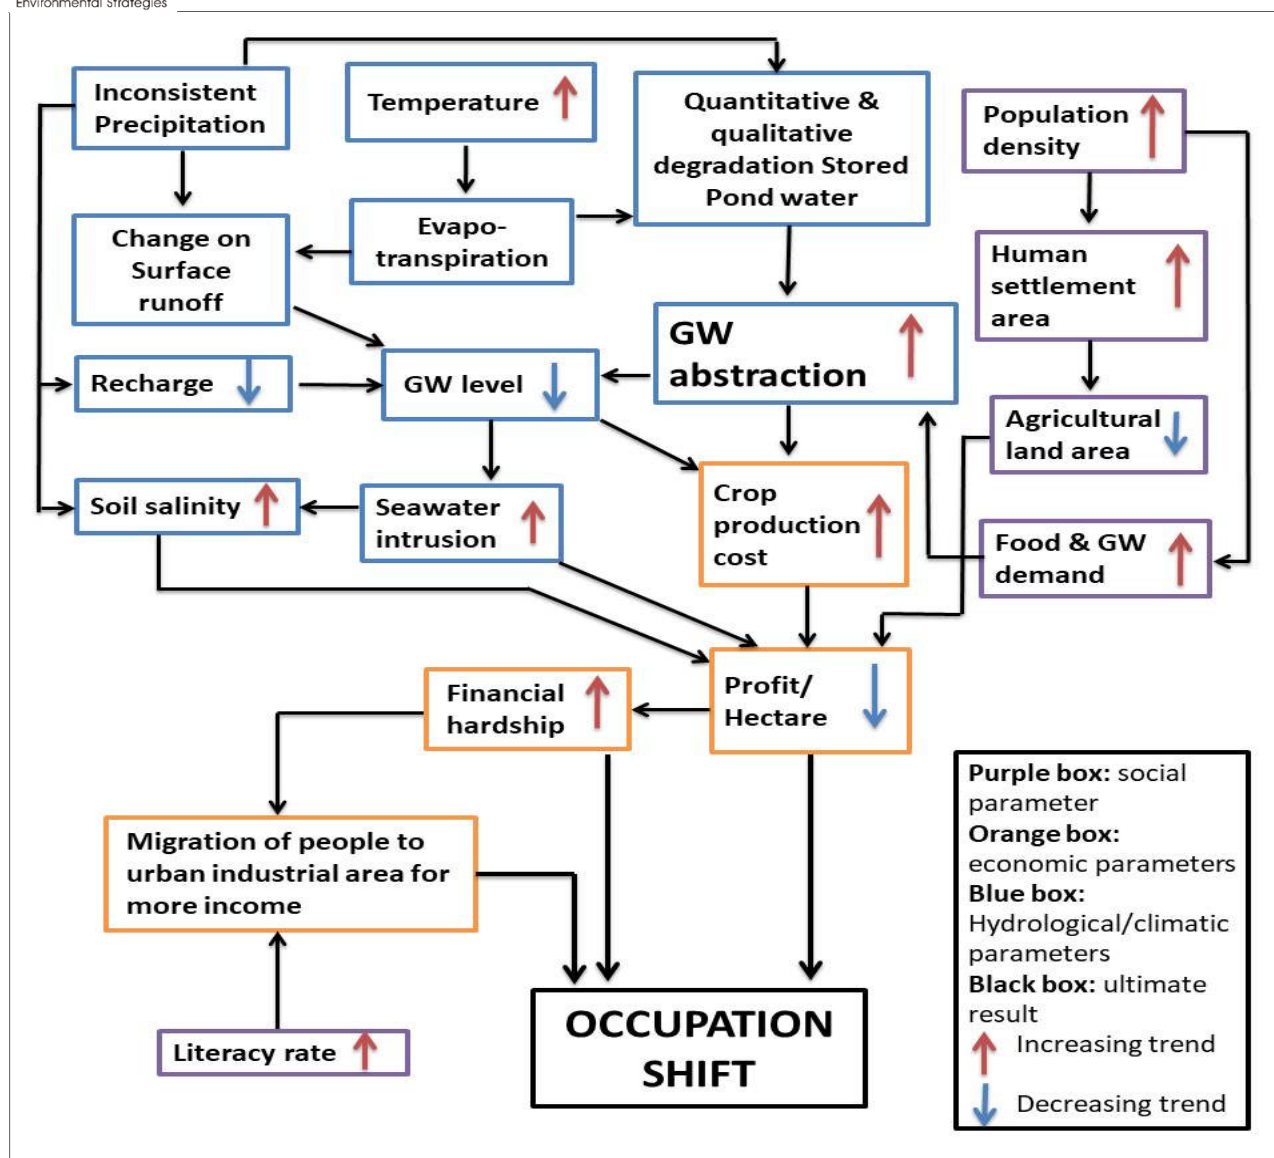 Environmental Strategies
Inconsistent
Precipitation
Temperature
Quantitative &
qualitative
degradation Stored
Pond water
Population
density
Change on
Surface
runoff
Evapo-
transpiration
Human
settlement
area
GW
abstraction
Recharge
GW level
Agricultural
land area
Soil salinity
Seawater
intrusion
Crop
production
cost
Food & GW
demand
Financial
hardship
Profit/
Hectare
Migration of people to
urban industrial area for
more income
Literacy rate
OCCUPATION
SHIFT
Purple box: social
parameter
Orange box:
economic parameters
Blue box:
Hydrological/climatic
parameters
Black box: ultimate
result
Increasing trend
Decreasing trend